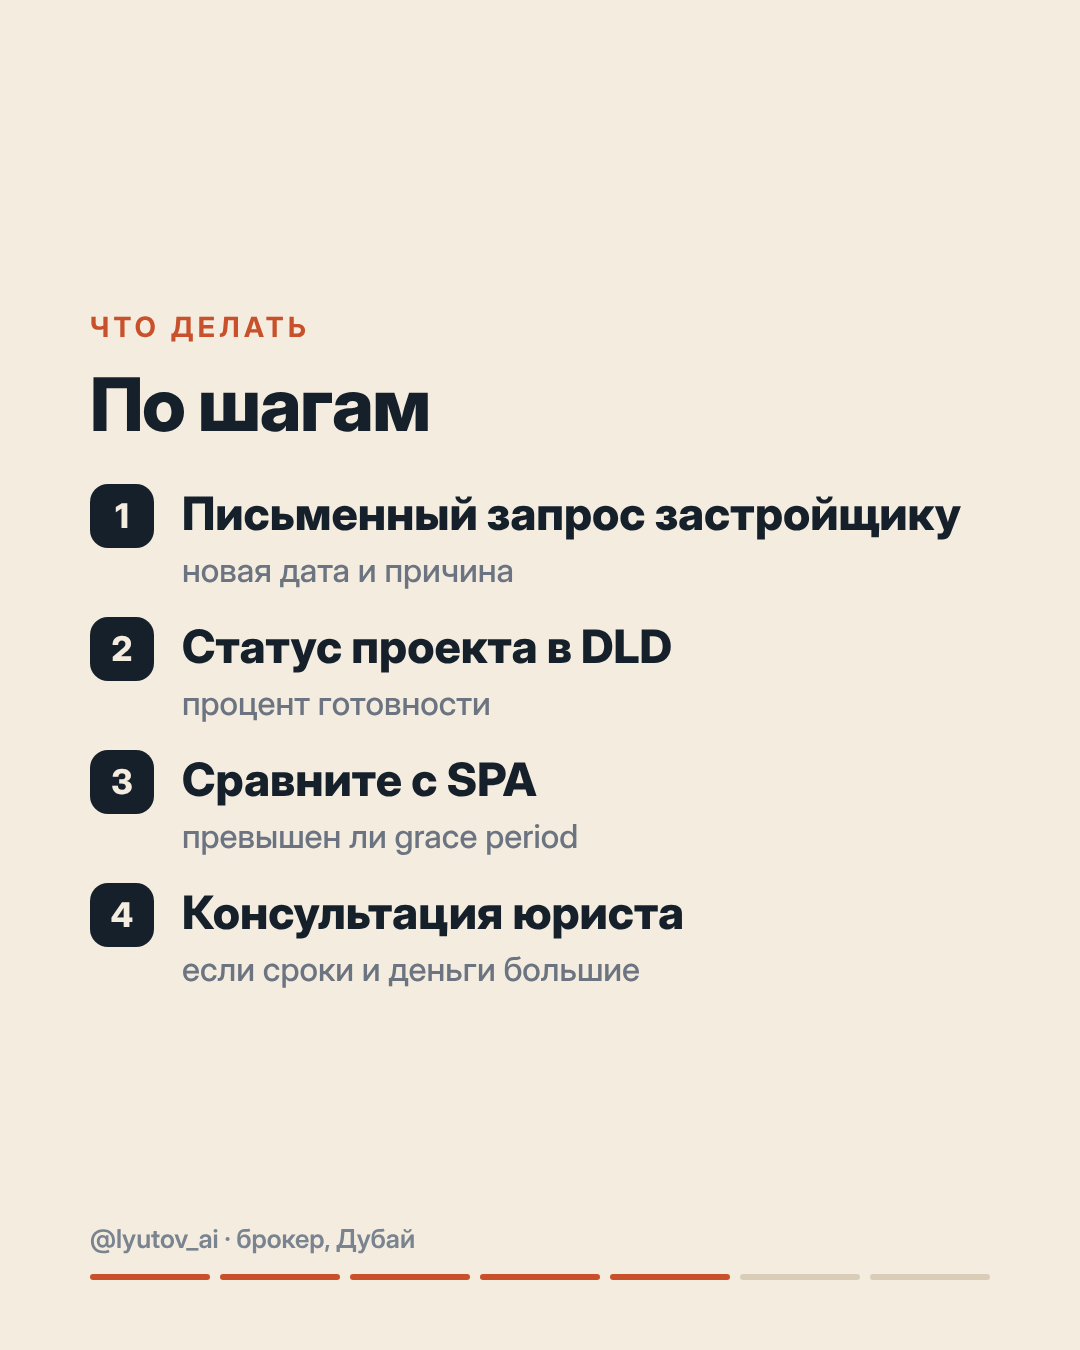 ЧТО ДЕЛАТЬ
По шагам
1 Письменный запрос застройщику
новая дата и причина
2 Статус проекта в DLD
процент готовности
3 Сравните с SPA
превышен ли grace period
4 Консультация юриста
если сроки и деньги большие
@lyutov_ai · брокер, Дубай